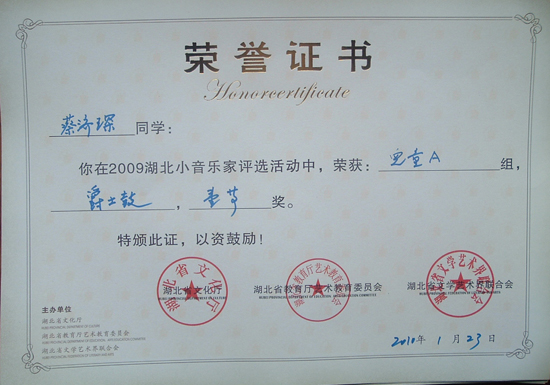 荣誉证书
Honorcertificate
蔡济琛同学：
你在2009湖北小音乐家评选活动中，荣获：儿童A组，
爵士鼓，壹等奖。
特颁此证，以资鼓励！
湖北省文化厅
湖北省教育厅艺术教育委员会
湖北省文学艺术界联合会
主办单位
湖北省文化厅
湖北省教育厅艺术教育委员会
湖北省文学艺术界联合会
2010年1月23日